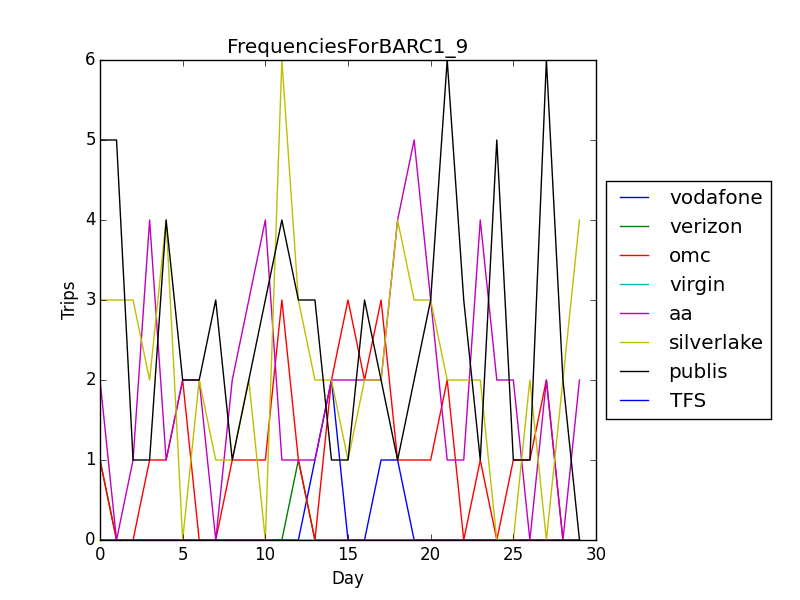 FrequenciesForBARC1_9
6
5
4
3
2
1
0
Trips
0 5 10 15 20 25 30
Day
vodafone
verizon
omc
virgin
aa
silverlake
publis
TFS